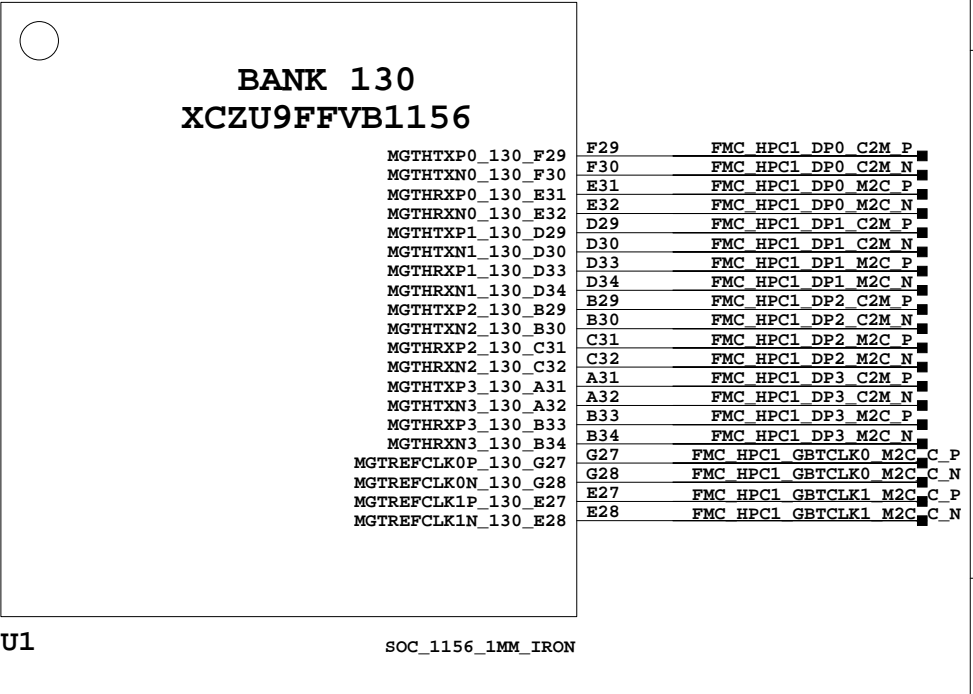 BANK 130
XCZU9FFVB1156
MGTHTXP0_130_F29 F29 FMC_HPC1_DP0_C2M_P
MGTHTXN0_130_F30 F30 FMC_HPC1_DP0_C2M_N
MGTHRXP0_130_E31 E31 FMC_HPC1_DP0_M2C_P
MGTHRXN0_130_E32 E32 FMC_HPC1_DP0_M2C_N
MGTHTXP1_130_D29 D29 FMC_HPC1_DP1_C2M_P
MGTHTXN1_130_D30 D30 FMC_HPC1_DP1_C2M_N
MGTHRXP1_130_D33 D33 FMC_HPC1_DP1_M2C_P
MGTHRXN1_130_D34 D34 FMC_HPC1_DP1_M2C_N
MGTHTXP2_130_B29 B29 FMC_HPC1_DP2_C2M_P
MGTHTXN2_130_B30 B30 FMC_HPC1_DP2_C2M_N
MGTHRXP2_130_C31 C31 FMC_HPC1_DP2_M2C_P
MGTHRXN2_130_C32 C32 FMC_HPC1_DP2_M2C_N
MGTHTXP3_130_A31 A31 FMC_HPC1_DP3_C2M_P
MGTHTXN3_130_A32 A32 FMC_HPC1_DP3_C2M_N
MGTHRXP3_130_B33 B33 FMC_HPC1_DP3_M2C_P
MGTHRXN3_130_B34 B34 FMC_HPC1_DP3_M2C_N
MGTREFCLK0P_130_G27 G27 FMC_HPC1_GBTCLK0_M2C_C_P
MGTREFCLK0N_130_G28 G28 FMC_HPC1_GBTCLK0_M2C_C_N
MGTREFCLK1P_130_E27 E27 FMC_HPC1_GBTCLK1_M2C_C_P
MGTREFCLK1N_130_E28 E28 FMC_HPC1_GBTCLK1_M2C_C_N
U1 SOC_1156_1MM_IRON